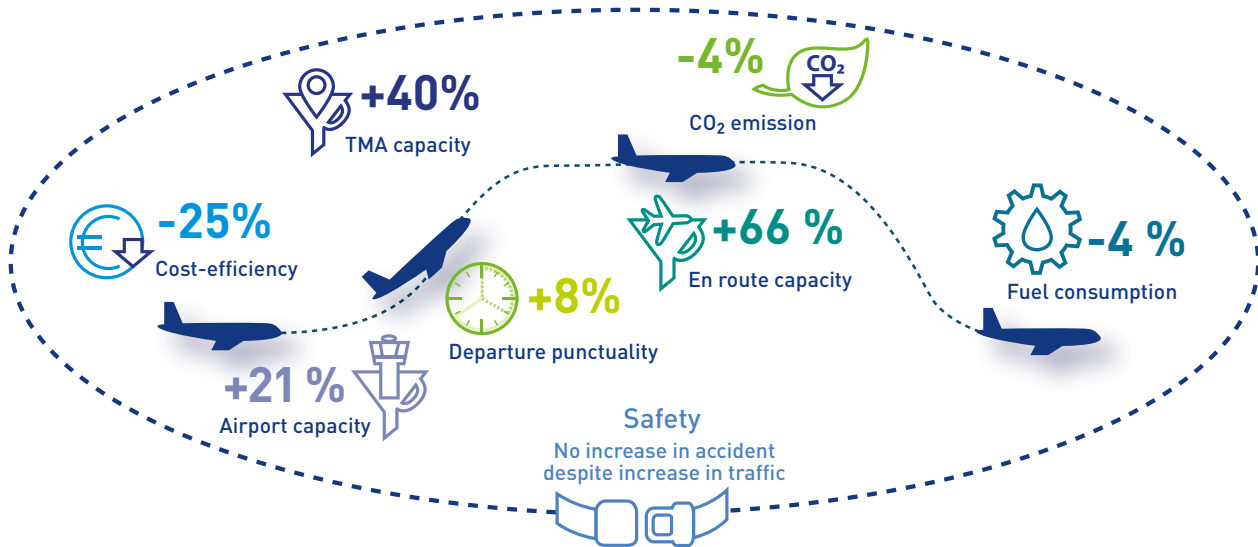 -4%
CO₂
CO₂ emission
+40%
TMA capacity
-25%
Cost-efficiency
+66 %
En route capacity
-4 %
Fuel consumption
+8%
Departure punctuality
+21 %
Airport capacity
Safety
No increase in accident
despite increase in traffic